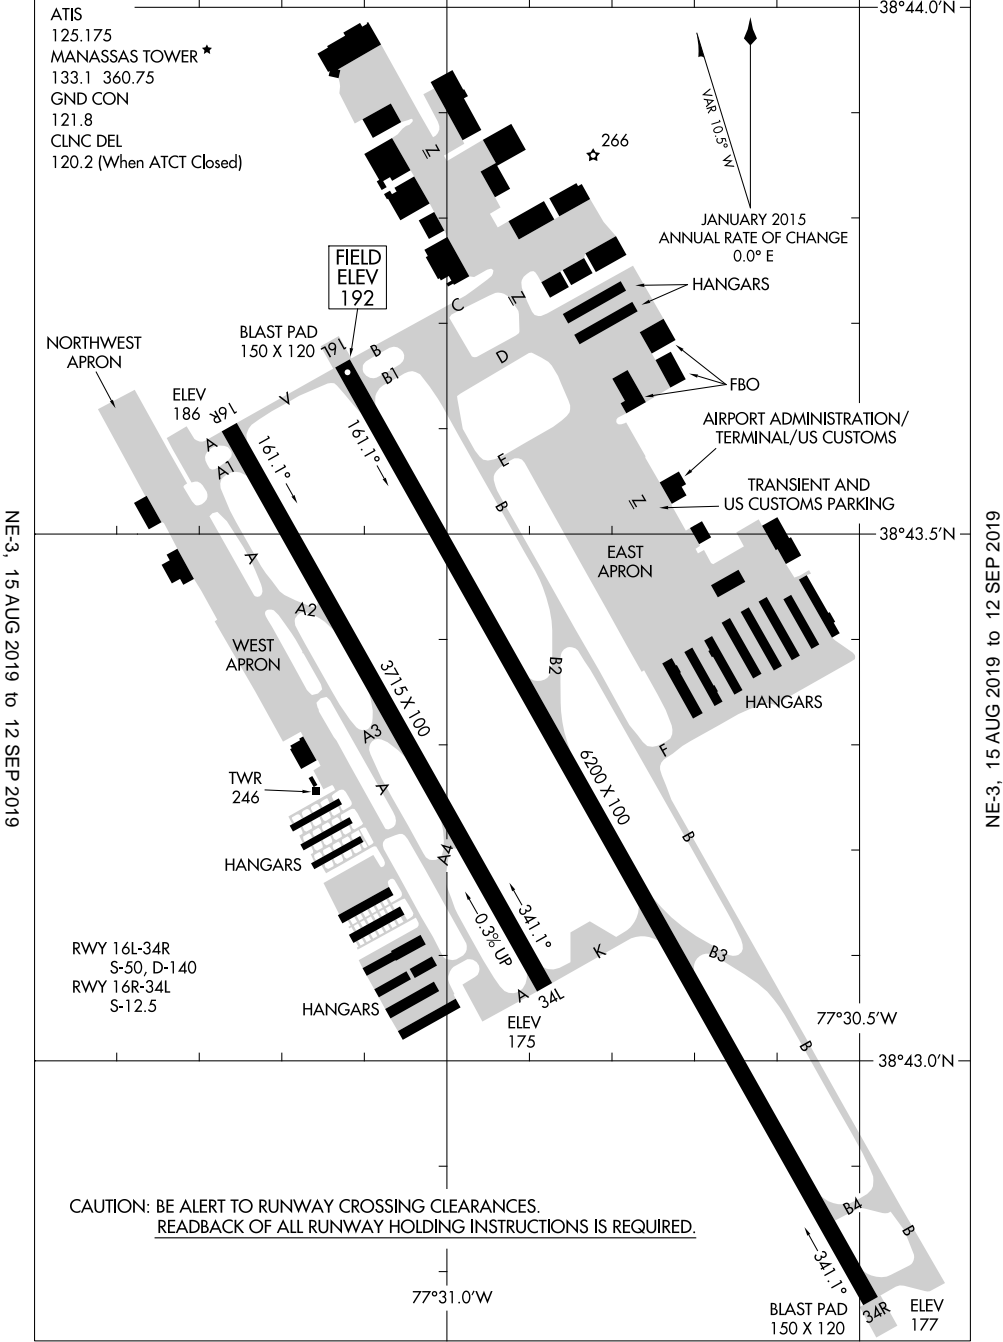 ATIS
125.175
MANASSAS TOWER ★
133.1 360.75
GND CON
121.8
CLNC DEL
120.2 (When ATCT Closed)
38°44.0'N
VAR 10.5° W
JANUARY 2015
ANNUAL RATE OF CHANGE
0.0° E
266
N
FIELD
ELEV
192
C
N
HANGARS
BLAST PAD
150 X 120
16L
B
B1
D
FBO
NORTHWEST
APRON
ELEV
186
16R
V
A
A1
161.1°
161.1°
E
B
AIRPORT ADMINISTRATION/
TERMINAL/US CUSTOMS
TRANSIENT AND
US CUSTOMS PARKING
N
38°43.5'N
EAST
APRON
A
A2
WEST
APRON
B2
HANGARS
3715 X 100
A3
F
6200 X 100
TWR
246
A
B
HANGARS
A4
341.1°
0.3% UP
K
B3
RWY 16L-34R
S-50, D-140
RWY 16R-34L
S-12.5
HANGARS
A
34L
ELEV
175
77°30.5'W
B
38°43.0'N
CAUTION: BE ALERT TO RUNWAY CROSSING CLEARANCES.
READBACK OF ALL RUNWAY HOLDING INSTRUCTIONS IS REQUIRED.
B4
B
341.1°
77°31.0'W
BLAST PAD
150 X 120
34R
ELEV
177
NE-3, 15 AUG 2019 to 12 SEP 2019
NE-3, 15 AUG 2019 to 12 SEP 2019